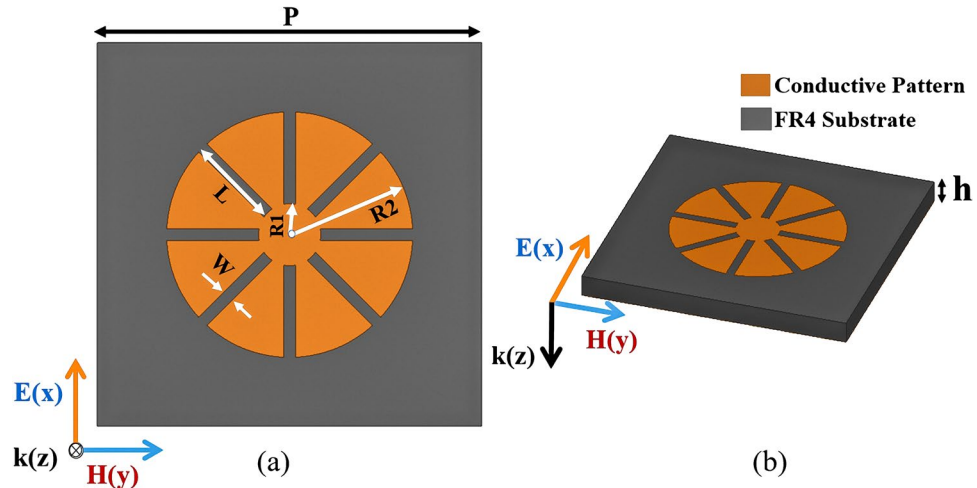 P
L
R1
R2
W
E(x)
k(z)
H(y)
(a)
Conductive Pattern
FR4 Substrate
h
E(x)
k(z)
H(y)
(b)